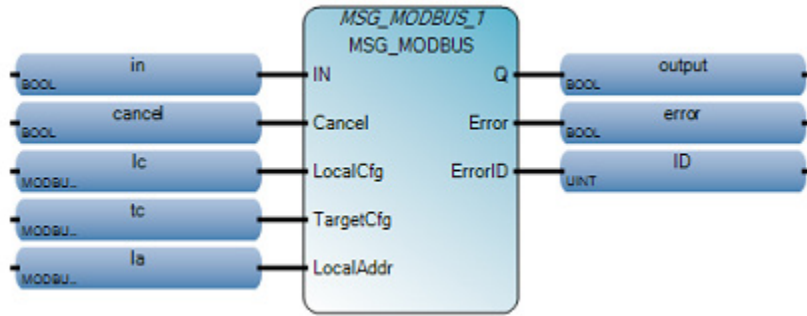 MSG_MODBUS_1
MSG_MODBUS
in
BOOL
IN
Q
output
BOOL
cancel
BOOL
Cancel
Error
error
BOOL
lc
MODBU...
LocalCfg
ErrorID
ID
UINT
tc
MODBU...
TargetCfg
la
MODBU...
LocalAddr